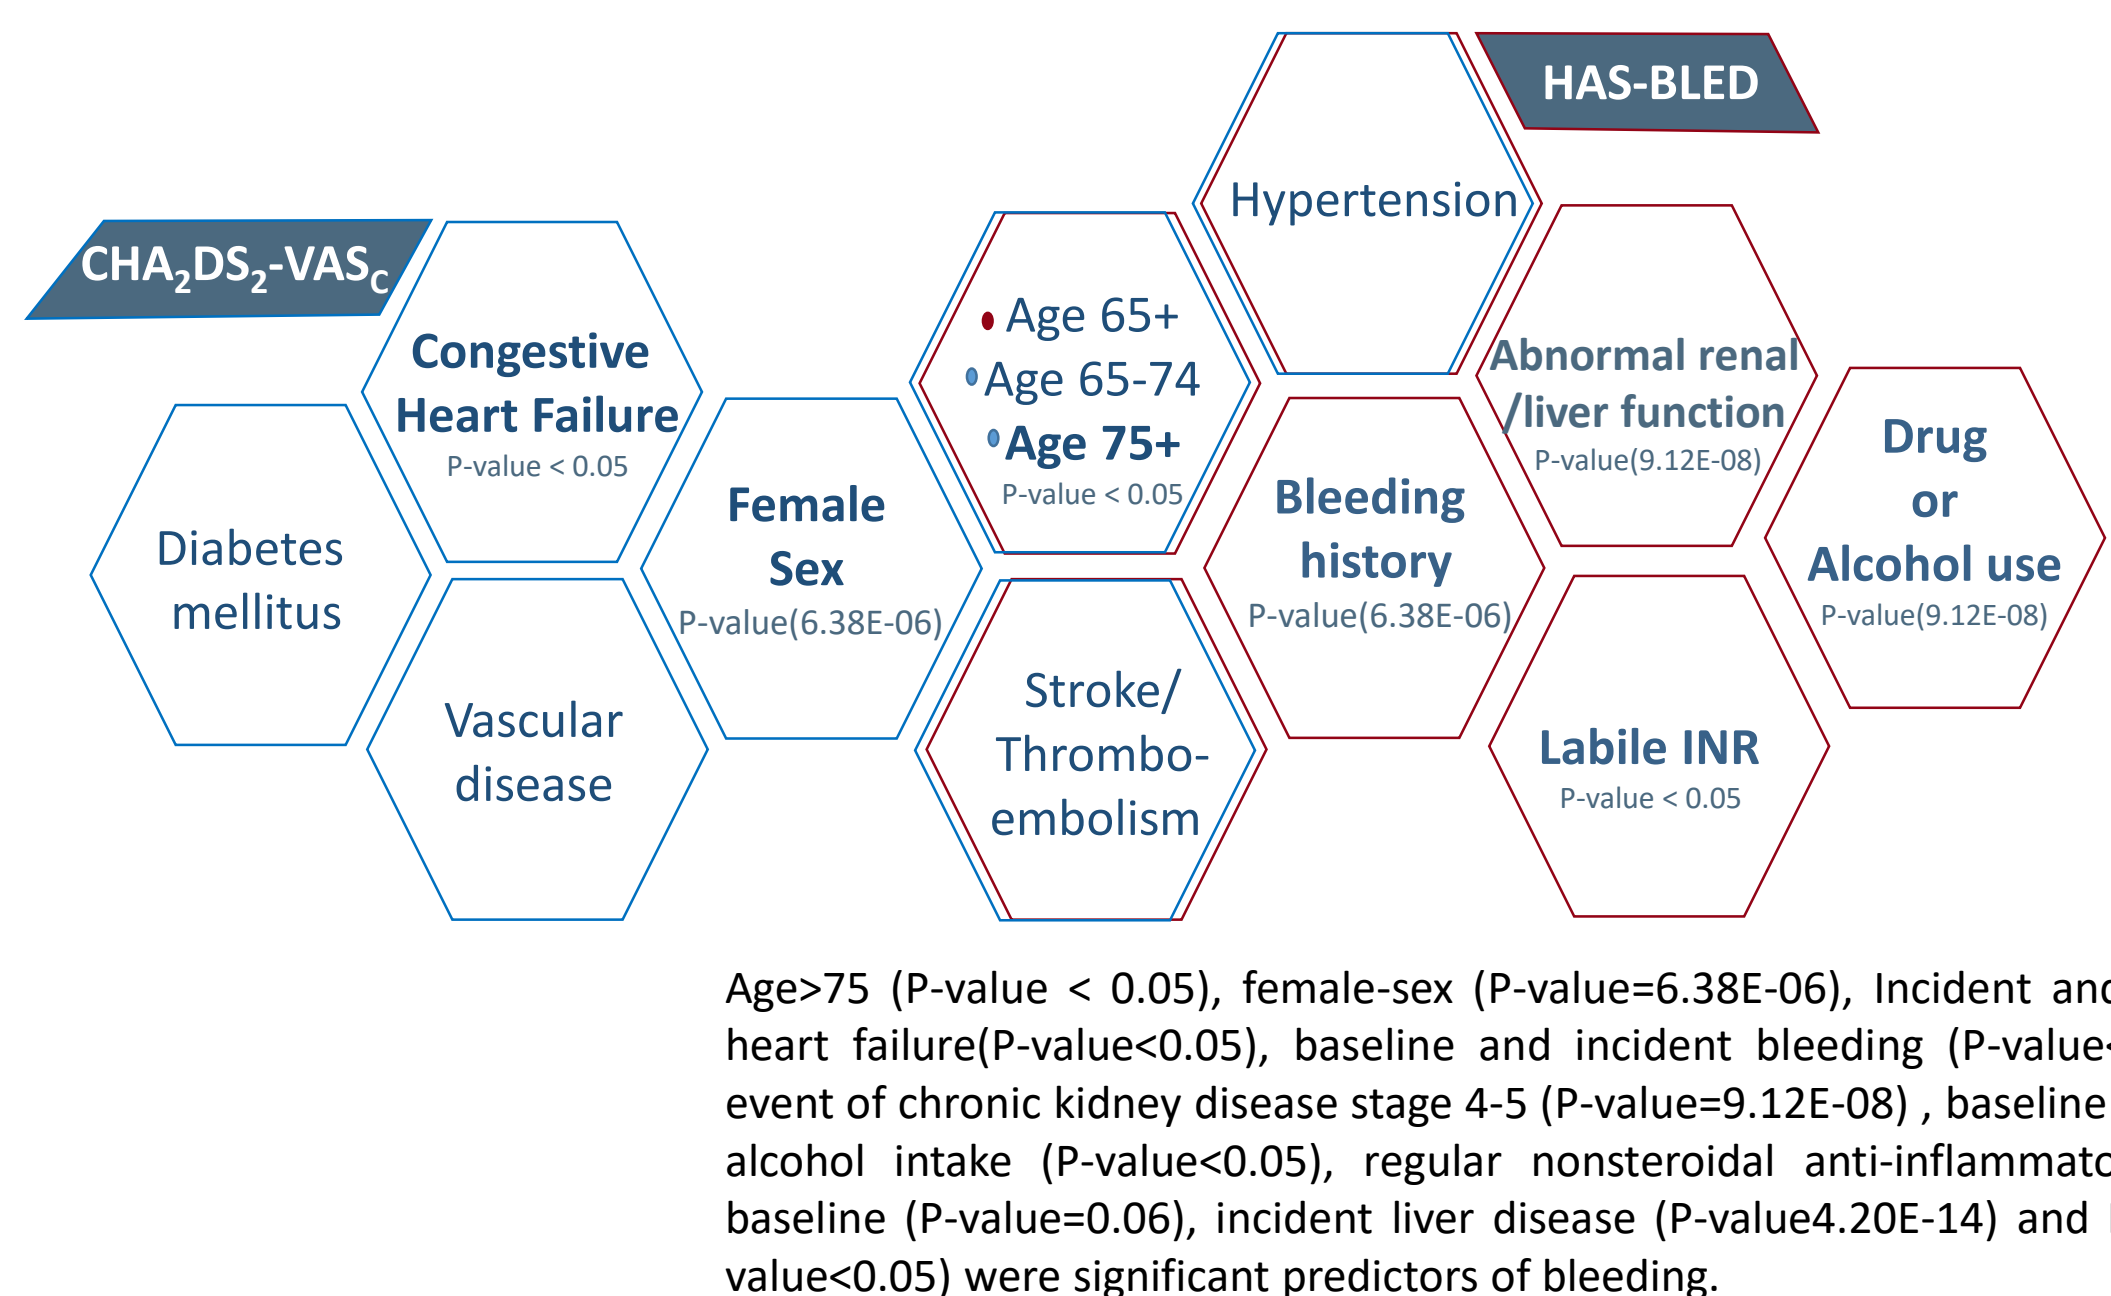 HAS-BLED
Hypertension
CHA₂DS₂-VASC
Congestive
Heart Failure
P-value < 0.05
Diabetes
mellitus
Vascular
disease
Female
Sex
P-value(6.38E-06)
• Age 65+
• Age 65-74
• Age 75+
P-value < 0.05
Stroke/
Thrombo-
embolism
Bleeding
history
P-value(6.38E-06)
Abnormal renal
/liver function
P-value(9.12E-08)
Drug
or
Alcohol use
P-value(9.12E-08)
Labile INR
P-value < 0.05
Age>75 (P-value < 0.05), female-sex (P-value=6.38E-06), Incident and
heart failure(P-value<0.05), baseline and incident bleeding (P-value<
event of chronic kidney disease stage 4-5 (P-value=9.12E-08) , baseline
alcohol intake (P-value<0.05), regular nonsteroidal anti-inflammato
baseline (P-value=0.06), incident liver disease (P-value4.20E-14) and
value<0.05) were significant predictors of bleeding.